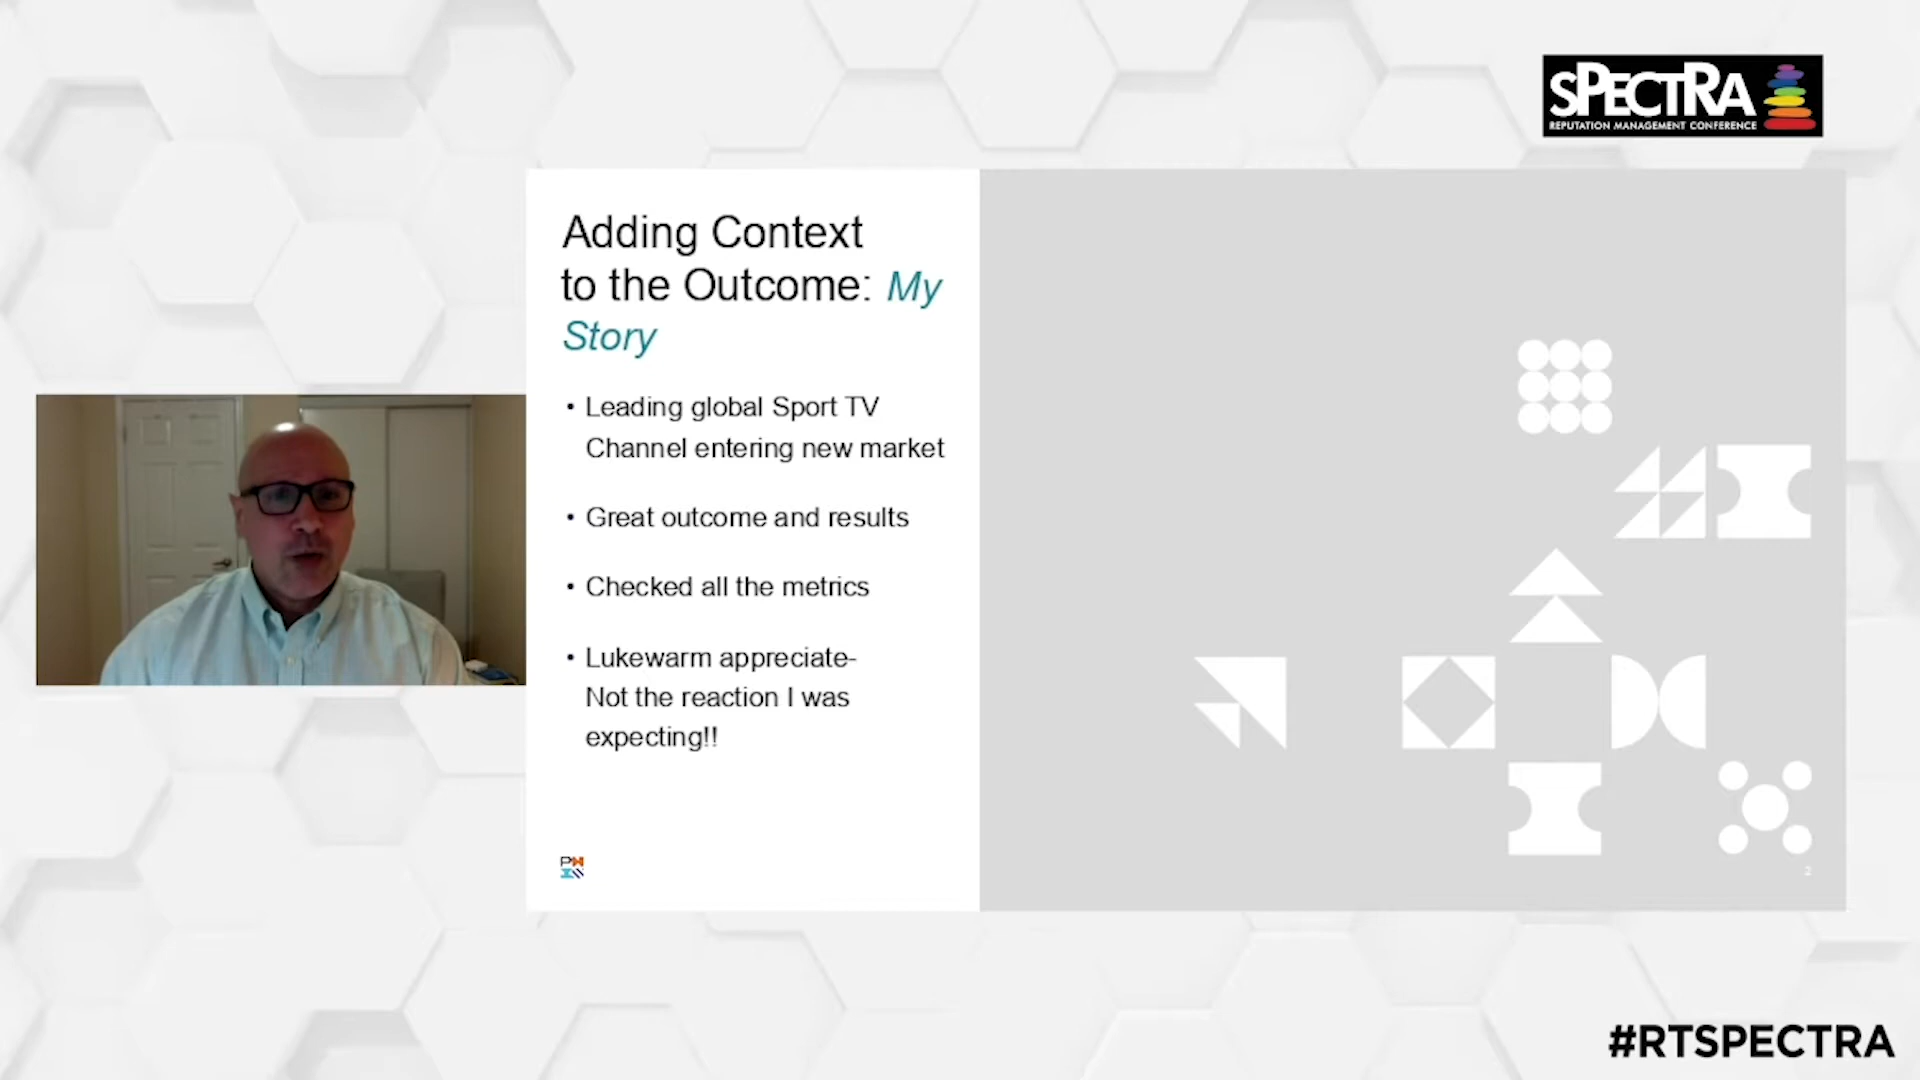 SPECTRA
REPUTATION MANAGEMENT CONFERENCE
Adding Context
to the Outcome: My
Story
• Leading global Sport TV
Channel entering new market
• Great outcome and results
• Checked all the metrics
• Lukewarm appreciate-
Not the reaction I was
expecting!!
2
#RTSPECTRA